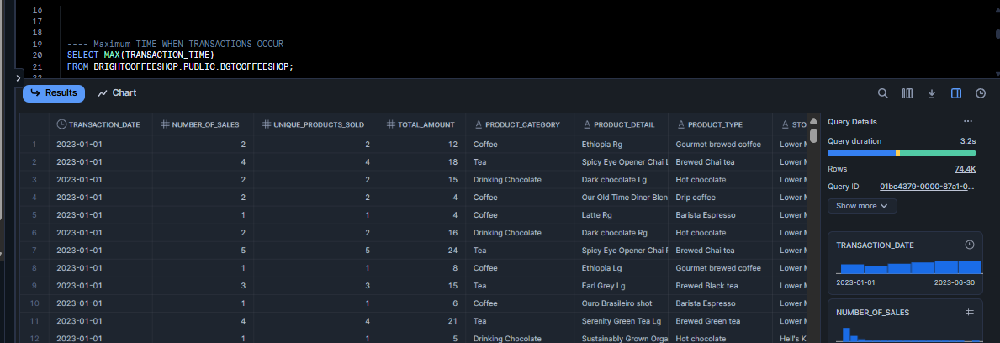 16
17
18
19 ---- Maximum TIME WHEN TRANSACTIONS OCCUR
20 SELECT MAX(TRANSACTION_TIME)
21 FROM BRIGHTCOFFEESHOP.PUBLIC.BGTCOFFEESHOP;
22
Results Chart
TRANSACTION_DATE NUMBER_OF_SALES UNIQUE_PRODUCTS_SOLD TOTAL_AMOUNT PRODUCT_CATEGORY PRODUCT_DETAIL PRODUCT_TYPE STO
1 2023-01-01 2 2 12 Coffee Ethiopia Rg Gourmet brewed coffee Lower M
2 2023-01-01 4 4 18 Tea Spicy Eye Opener Chai L Brewed Chai tea Lower M
3 2023-01-01 2 2 15 Drinking Chocolate Dark chocolate Lg Hot chocolate Lower M
4 2023-01-01 2 2 4 Coffee Our Old Time Diner Blen Drip coffee Lower M
5 2023-01-01 1 1 4 Coffee Latte Rg Barista Espresso Lower M
6 2023-01-01 2 2 16 Drinking Chocolate Dark chocolate Rg Hot chocolate Lower M
7 2023-01-01 5 5 24 Tea Spicy Eye Opener Chai R Brewed Chai tea Lower M
8 2023-01-01 1 1 8 Coffee Ethiopia Lg Gourmet brewed coffee Lower M
9 2023-01-01 3 3 15 Tea Earl Grey Lg Brewed Black tea Lower M
10 2023-01-01 1 1 6 Coffee Ouro Brasileiro shot Barista Espresso Lower M
11 2023-01-01 4 4 21 Tea Serenity Green Tea Lg Brewed Green tea Lower M
12 2023-01-01 1 1 5 Drinking Chocolate Sustainably Grown Orga Hot chocolate Hell's Ki
Query Details ...
Query duration 3.2s
Rows 74.4K
Query ID 01bc4379-0000-87a1-0...
Show more
TRANSACTION_DATE
2023-01-01 2023-06-30
NUMBER_OF_SALES